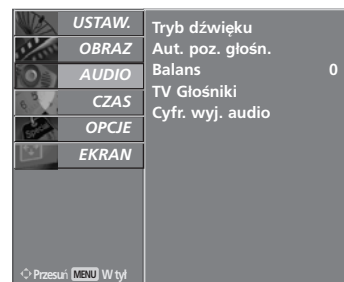 USTAW.
OBRAZ
AUDIO
CZAS
OPCJE
EKRAN
Tryb dźwięku
Aut. poz. głośn.
Balans 0
TV Głośniki
Cyfr. wyj. audio
Przesuń MENU W tył